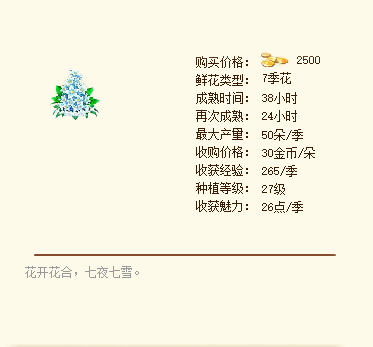 购买价格： 2500
鲜花类型： 7季花
成熟时间： 38小时
再次成熟： 24小时
最大产量： 50朵/季
收购价格： 30金币/朵
收获经验： 265/季
种植等级： 27级
收获魅力： 26点/季
花开花合，七夜七雪。